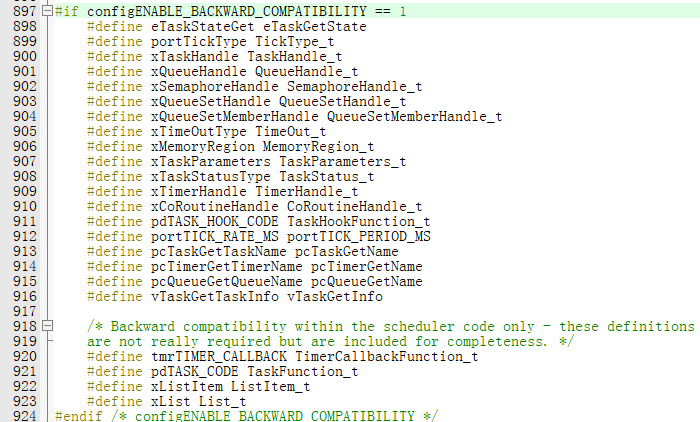 897 #if configENABLE_BACKWARD_COMPATIBILITY == 1
898 #define eTaskStateGet eTaskGetState
899 #define portTickType TickType_t
900 #define xTaskHandle TaskHandle_t
901 #define xQueueHandle QueueHandle_t
902 #define xSemaphoreHandle SemaphoreHandle_t
903 #define xQueueSetHandle QueueSetHandle_t
904 #define xQueueSetMemberHandle QueueSetMemberHandle_t
905 #define xTimeOutType TimeOut_t
906 #define xMemoryRegion MemoryRegion_t
907 #define xTaskParameters TaskParameters_t
908 #define xTaskStatusType TaskStatus_t
909 #define xTimerHandle TimerHandle_t
910 #define xCoRoutineHandle CoRoutineHandle_t
911 #define pdTASK_HOOK_CODE TaskHookFunction_t
912 #define portTICK_RATE_MS portTICK_PERIOD_MS
913 #define pcTaskGetTaskName pcTaskGetName
914 #define pcTimerGetTimerName pcTimerGetName
915 #define pcQueueGetQueueName pcQueueGetName
916 #define vTaskGetTaskInfo vTaskGetInfo
917
918 /* Backward compatibility within the scheduler code only - these definitions
919 are not really required but are included for completeness. */
920 #define tmrTIMER_CALLBACK TimerCallbackFunction_t
921 #define pdTASK_CODE TaskFunction_t
922 #define xListItem ListItem_t
923 #define xList List_t
924 #endif /* configENABLE_BACKWARD_COMPATIBILITY */